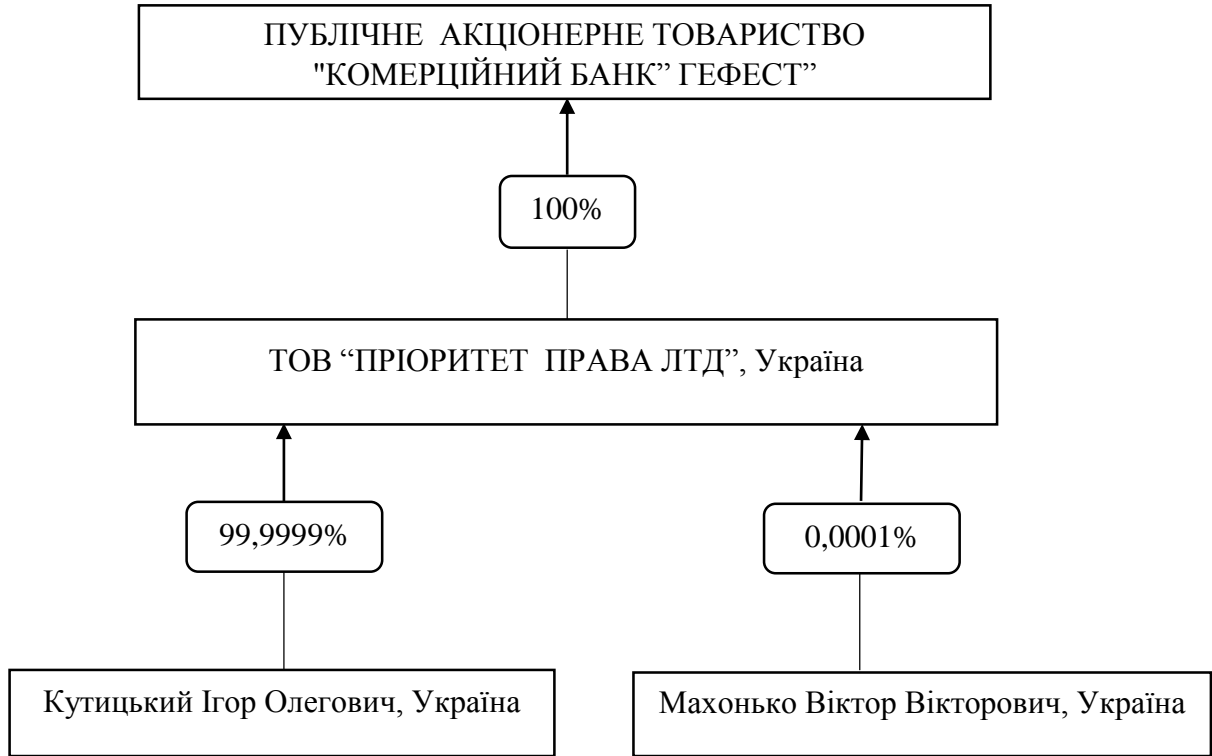 ПУБЛІЧНЕ АКЦІОНЕРНЕ ТОВАРИСТВО
"КОМЕРЦІЙНИЙ БАНК” ГЕФЕСТ”
100%
ТОВ “ПРІОРИТЕТ ПРАВА ЛТД”, Україна
99,9999%
0,0001%
Кутицький Ігор Олегович, Україна
Махонько Віктор Вікторович, Україна